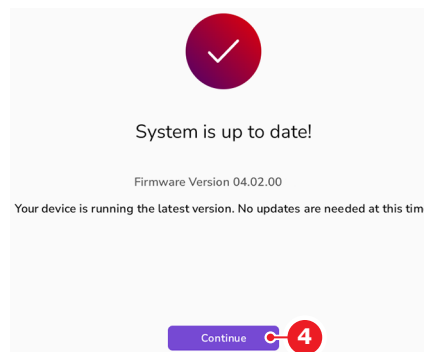 System is up to date!
Firmware Version 04.02.00
Your device is running the latest version. No updates are needed at this tim
Continue
4